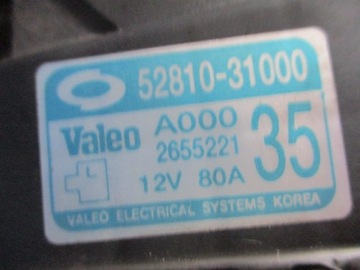 52810-31000
Valeo A000
2655221
35
12V 80A
VALEO ELECTRICAL SYSTEMS KOREA